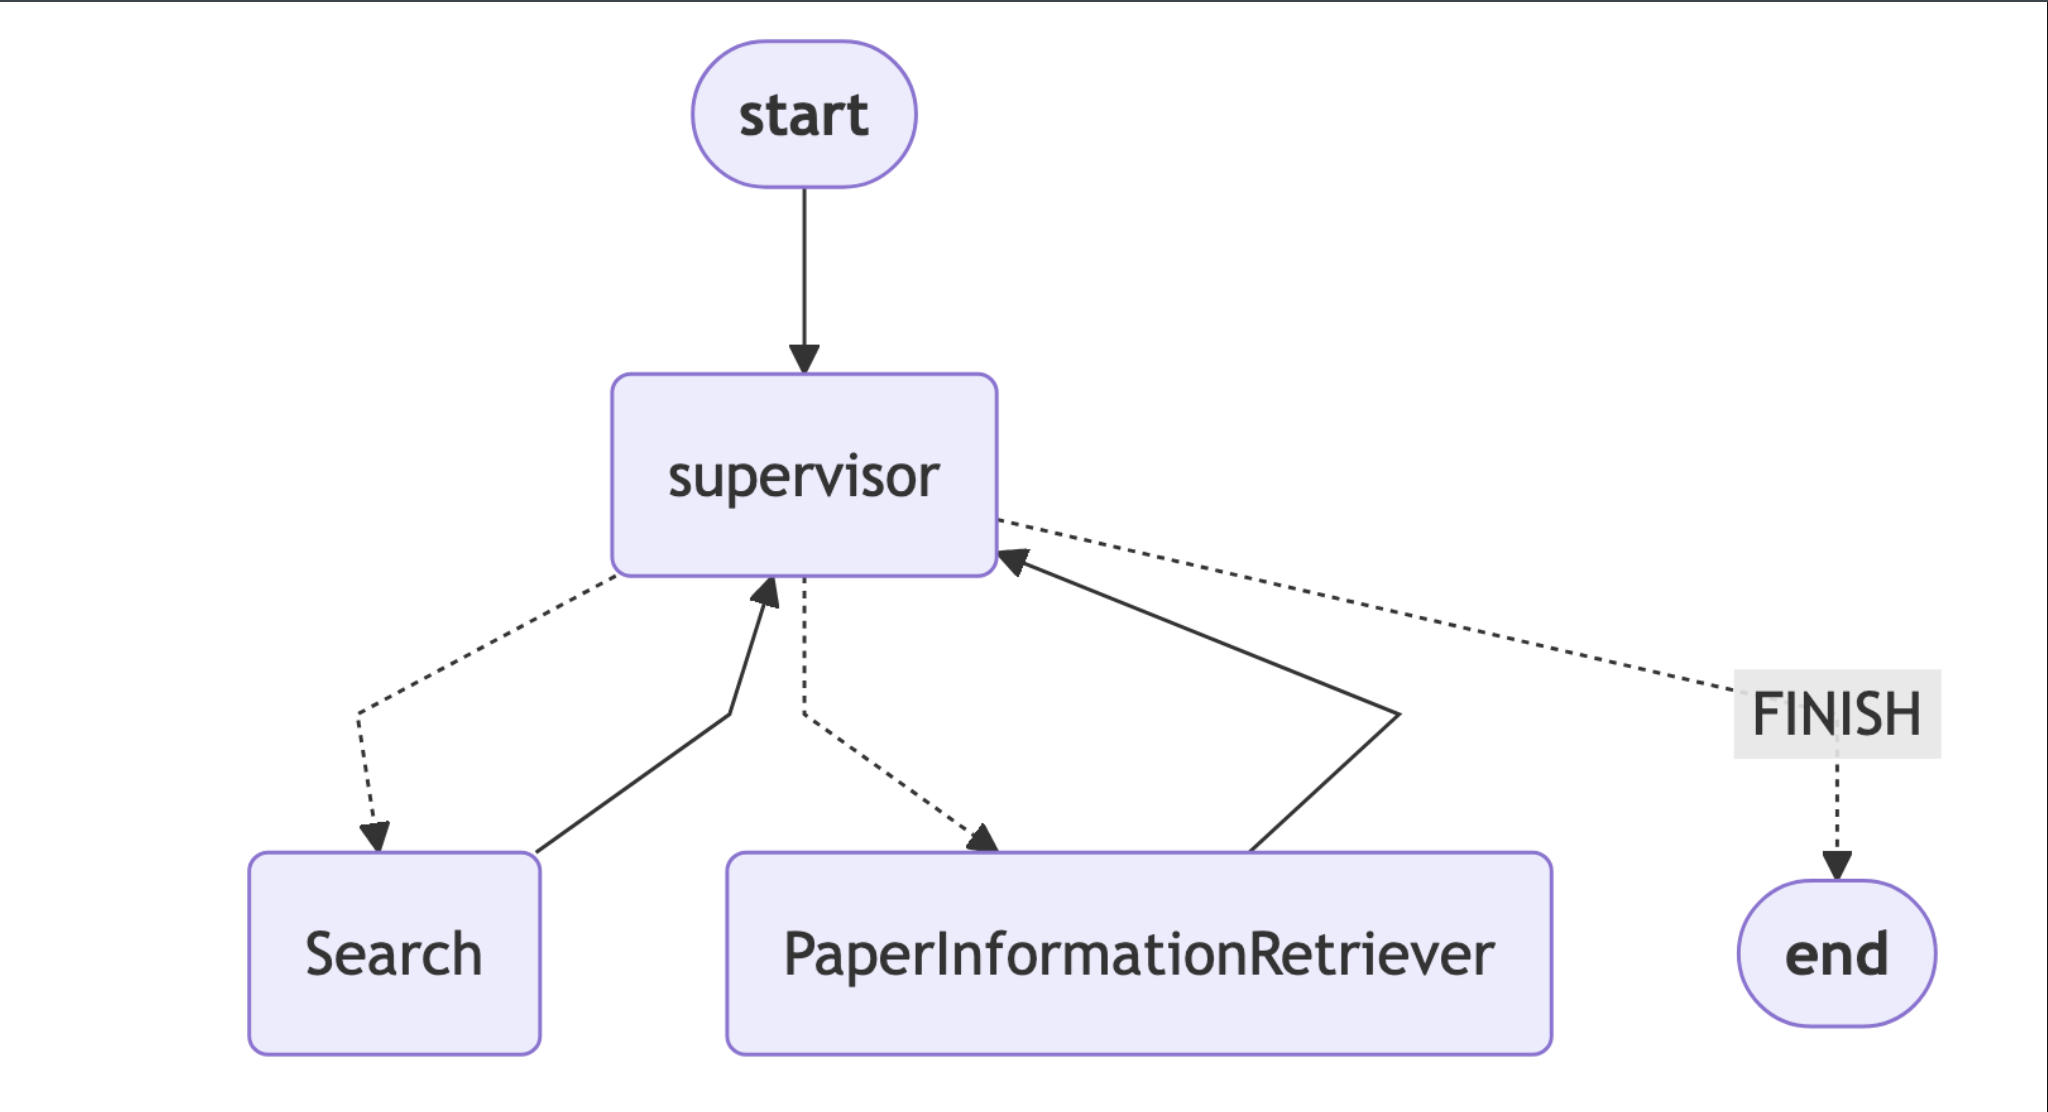 start
supervisor
FINISH
Search
PaperInformationRetriever
end